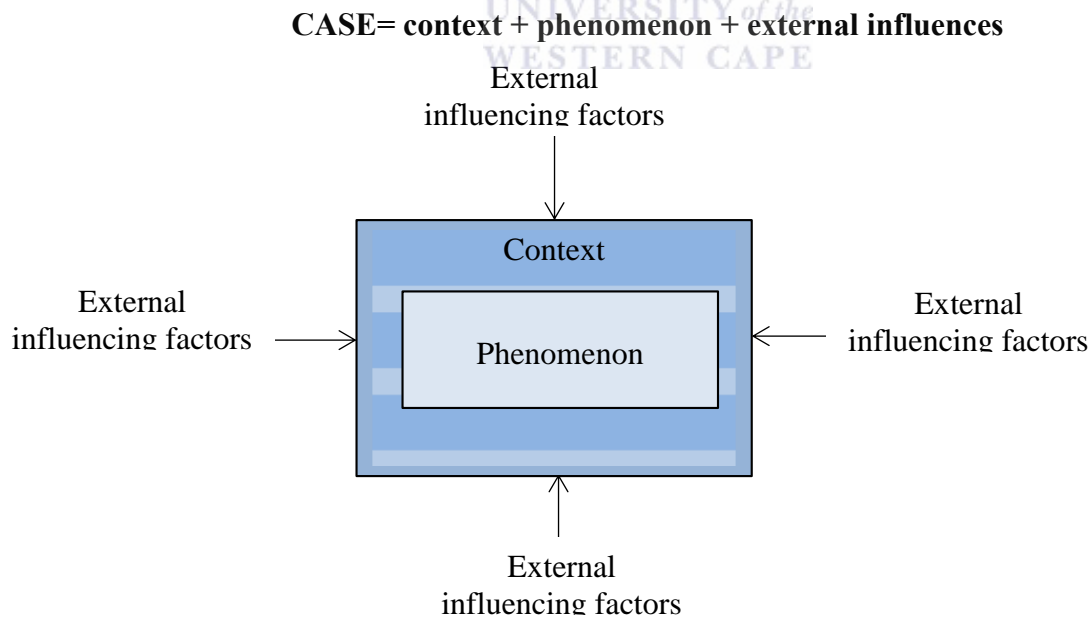 UNIVERSITY of the
CASE= context + phenomenon + external influences
WESTERN CAPE
External
influencing factors
Context
External
influencing factors
Phenomenon
External
influencing factors
External
influencing factors